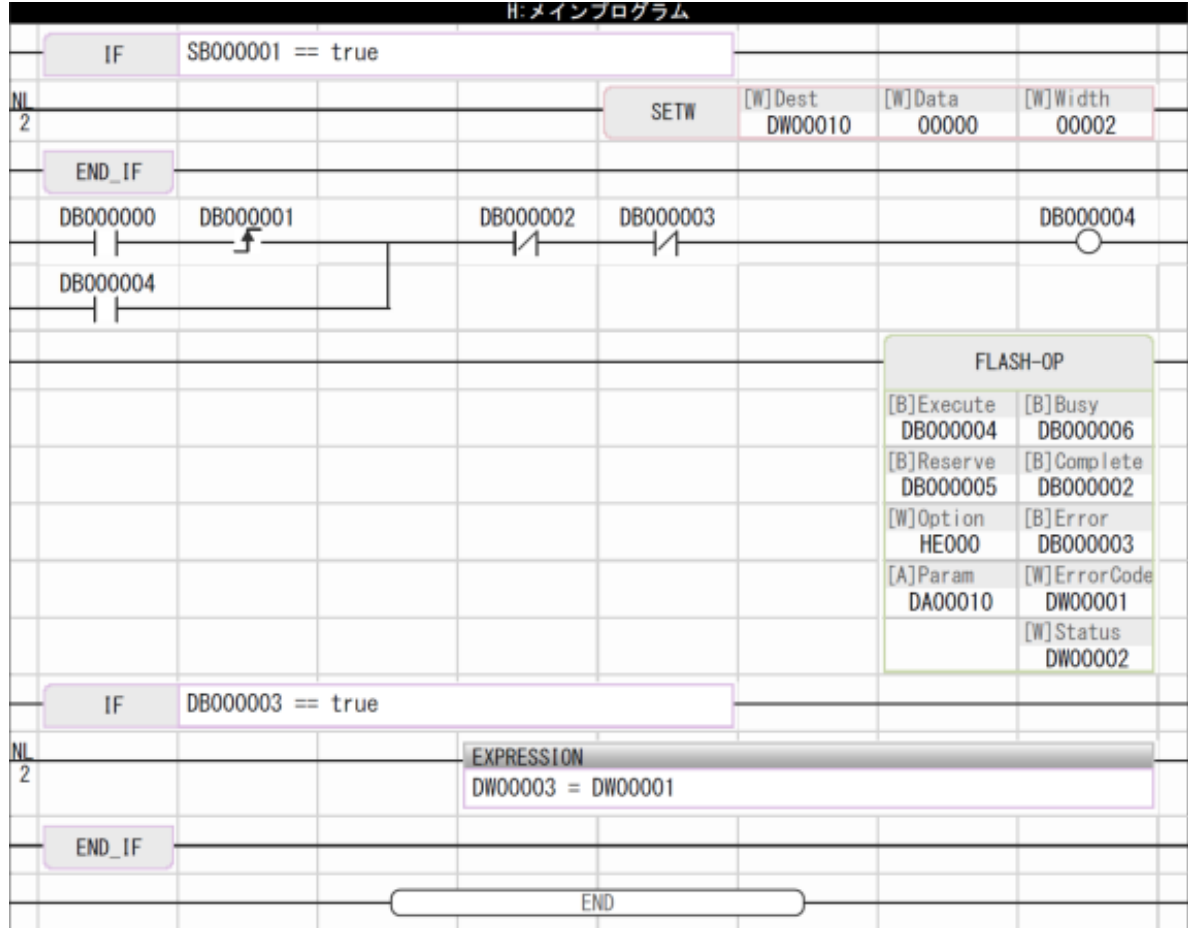 H:メインプログラム
IF SB000001 == true
NL
2
SETW [W]Dest [W]Data [W]Width
DW00010 00000 00002
END_IF
DB000000 DB000001 DB000002 DB000003 DB000004
DB000004
FLASH-OP
[B]Execute [B]Busy
DB000004 DB000006
[B]Reserve [B]Complete
DB000005 DB000002
[W]Option [B]Error
HE000 DB000003
[A]Param [W]ErrorCode
DA00010 DW00001
[W]Status
DW00002
IF DB000003 == true
NL
2
EXPRESSION
DW00003 = DW00001
END_IF
END